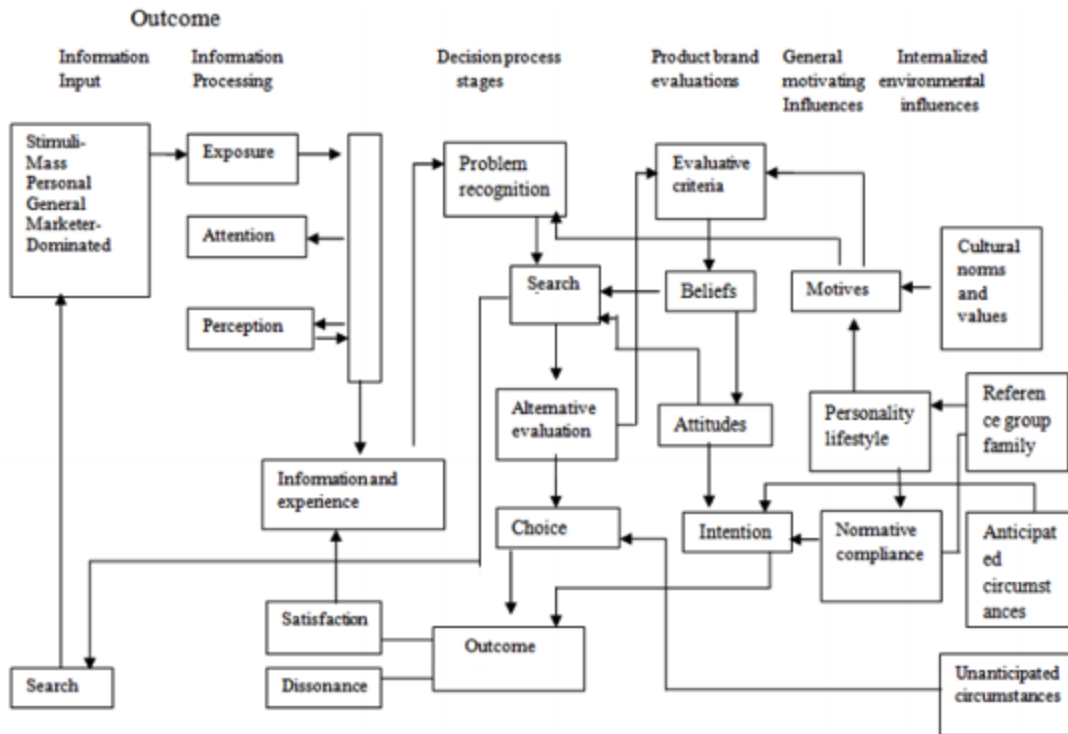 Outcome
Information
Input
Information
Processing
Decision process
stages
Product brand
evaluations
General
motivating
Influences
Internalized
environmental
influences
Stimuli-
Mass
Personal
General
Marketer-
Dominated
Exposure
Attention
Perception
Information and
experience
Satisfaction
Dissonance
Search
Problem
recognition
Search
Alternative
evaluation
Choice
Outcome
Evaluative
criteria
Beliefs
Attitudes
Intention
Motives
Personality
lifestyle
Normative
compliance
Cultural
norms
and
values
Referen
ce group
family
Anticipat
ed
circumst
ances
Unanticipated
circumstances